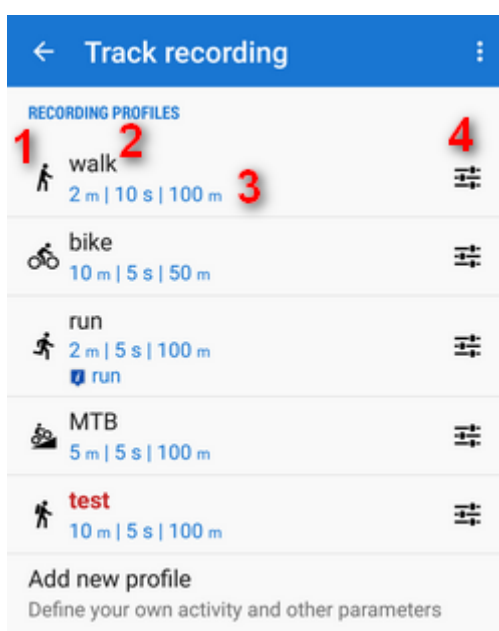 Track recording
RECORDING PROFILES
1 2 4
walk
2 m | 10 s | 100 m 3
bike
10 m | 5 s | 50 m
run
2 m | 5 s | 100 m
run
MTB
5 m | 5 s | 100 m
test
10 m | 5 s | 100 m
Add new profile
Define your own activity and other parameters